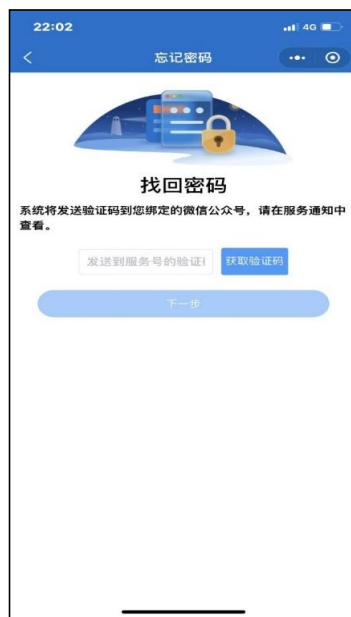 22:02
4G
忘记密码
找回密码
系统将发送验证码到您绑定的微信公众号，请在服务通知中
查看。
发送到服务号的验证
获取验证码
下一步